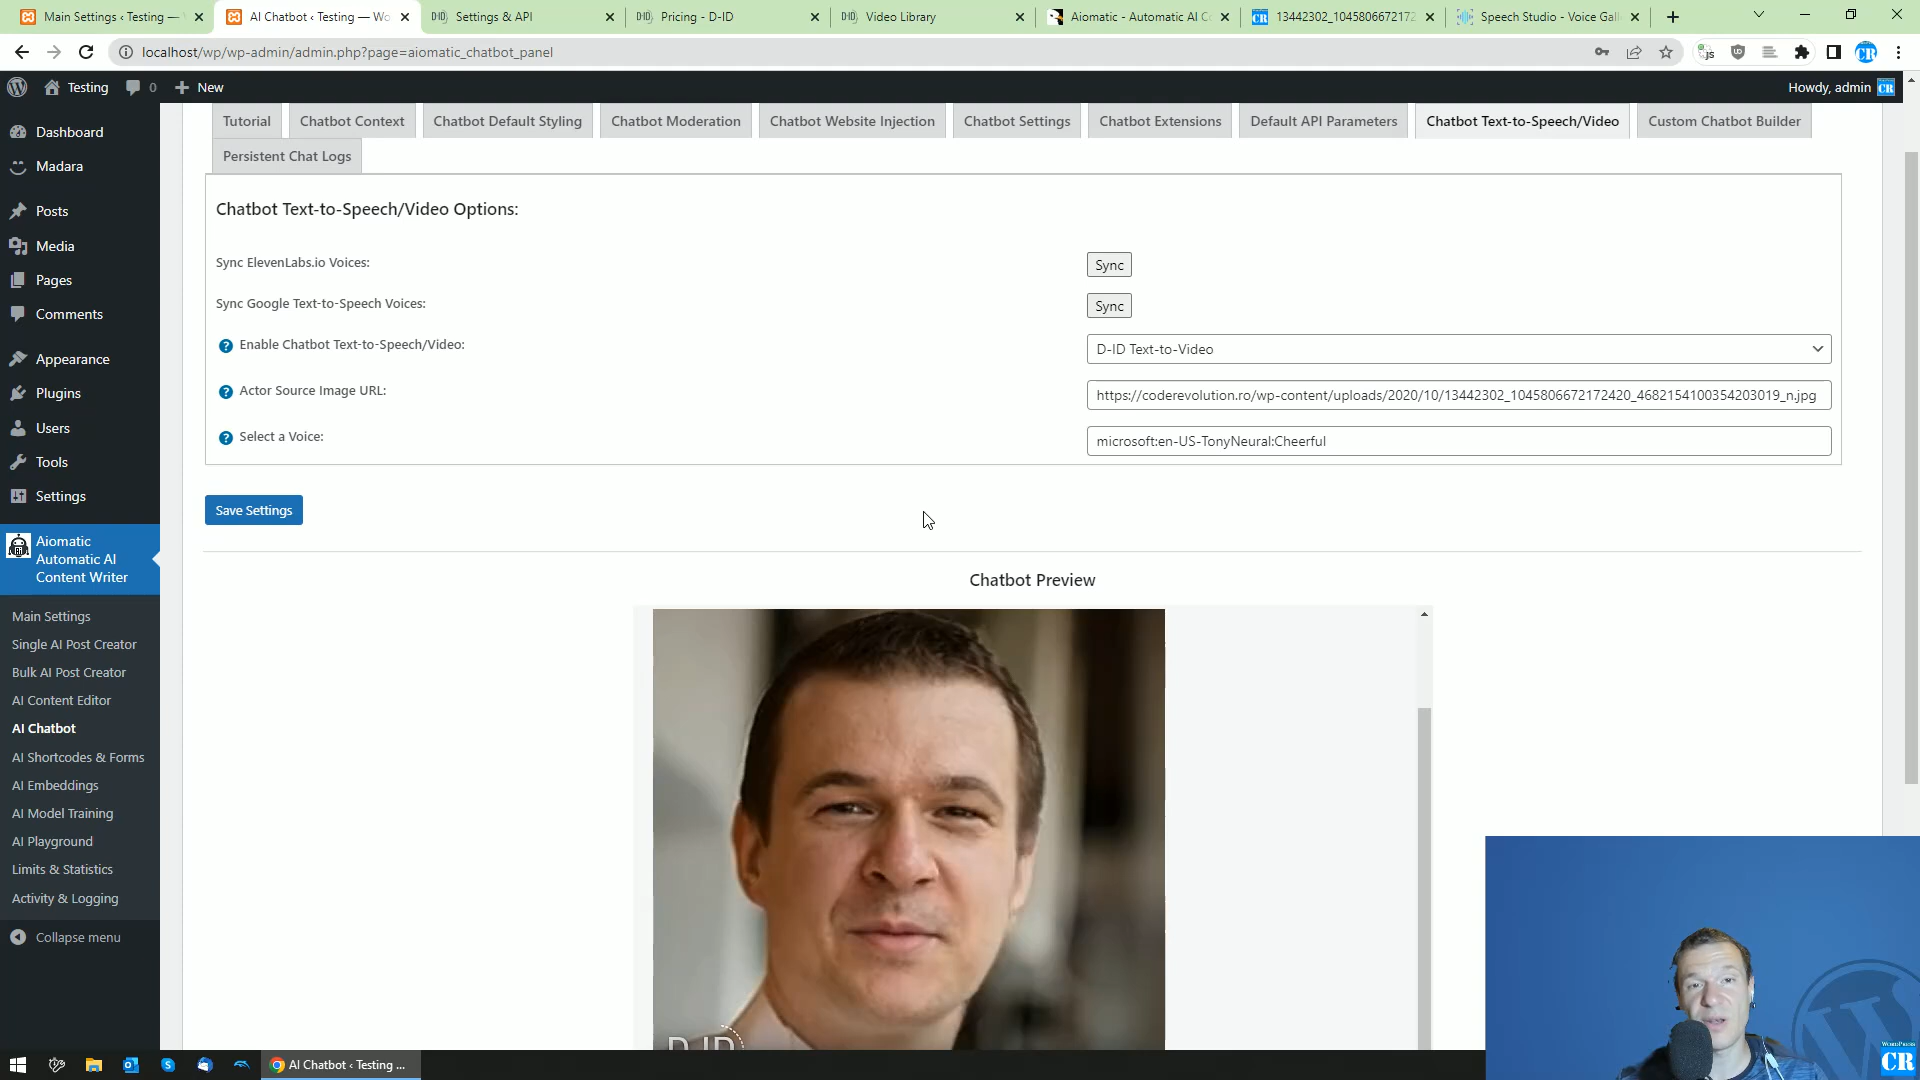 Main Settings ‹ Testing —
AI Chatbot ‹ Testing — Wo
Settings & API
Pricing - D-ID
Video Library
Aiomatic - Automatic AI C
13442302_1045806672172
Speech Studio - Voice Gal
localhost/wp/wp-admin/admin.php?page=aiomatic_chatbot_panel
Testing
0
New
Howdy, admin
Dashboard
Madara
Posts
Media
Pages
Comments
Appearance
Plugins
Users
Tools
Settings
Aiomatic
Automatic AI
Content Writer
Main Settings
Single AI Post Creator
Bulk AI Post Creator
AI Content Editor
AI Chatbot
AI Shortcodes & Forms
AI Embeddings
AI Model Training
AI Playground
Limits & Statistics
Activity & Logging
Collapse menu
Tutorial
Chatbot Context
Chatbot Default Styling
Chatbot Moderation
Chatbot Website Injection
Chatbot Settings
Chatbot Extensions
Default API Parameters
Chatbot Text-to-Speech/Video
Custom Chatbot Builder
Persistent Chat Logs
Chatbot Text-to-Speech/Video Options:
Sync ElevenLabs.io Voices:
Sync
Sync Google Text-to-Speech Voices:
Sync
Enable Chatbot Text-to-Speech/Video:
D-ID Text-to-Video
Actor Source Image URL:
https://coderevolution.ro/wp-content/uploads/2020/10/13442302_1045806672172420_4682154100354203019_n.jpg
Select a Voice:
microsoft:en-US-TonyNeural:Cheerful
Save Settings
Chatbot Preview
D-ID
WORDPRESS
CR
AI Chatbot ‹ Testing ...